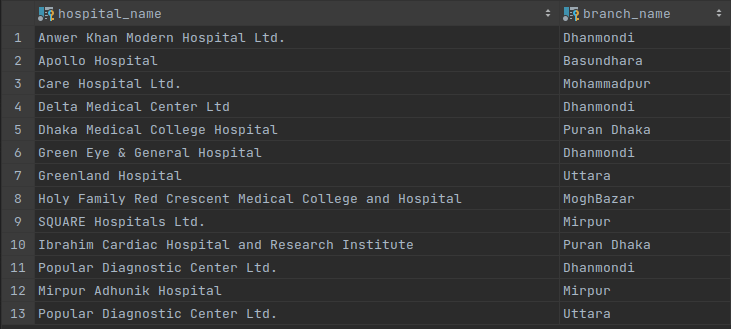 hospital_name branch_name
1 Anwer Khan Modern Hospital Ltd. Dhanmondi
2 Apollo Hospital Basundhara
3 Care Hospital Ltd. Mohammadpur
4 Delta Medical Center Ltd Dhanmondi
5 Dhaka Medical College Hospital Puran Dhaka
6 Green Eye & General Hospital Dhanmondi
7 Greenland Hospital Uttara
8 Holy Family Red Crescent Medical College and Hospital MoghBazar
9 SQUARE Hospitals Ltd. Mirpur
10 Ibrahim Cardiac Hospital and Research Institute Puran Dhaka
11 Popular Diagnostic Center Ltd. Dhanmondi
12 Mirpur Adhunik Hospital Mirpur
13 Popular Diagnostic Center Ltd. Uttara